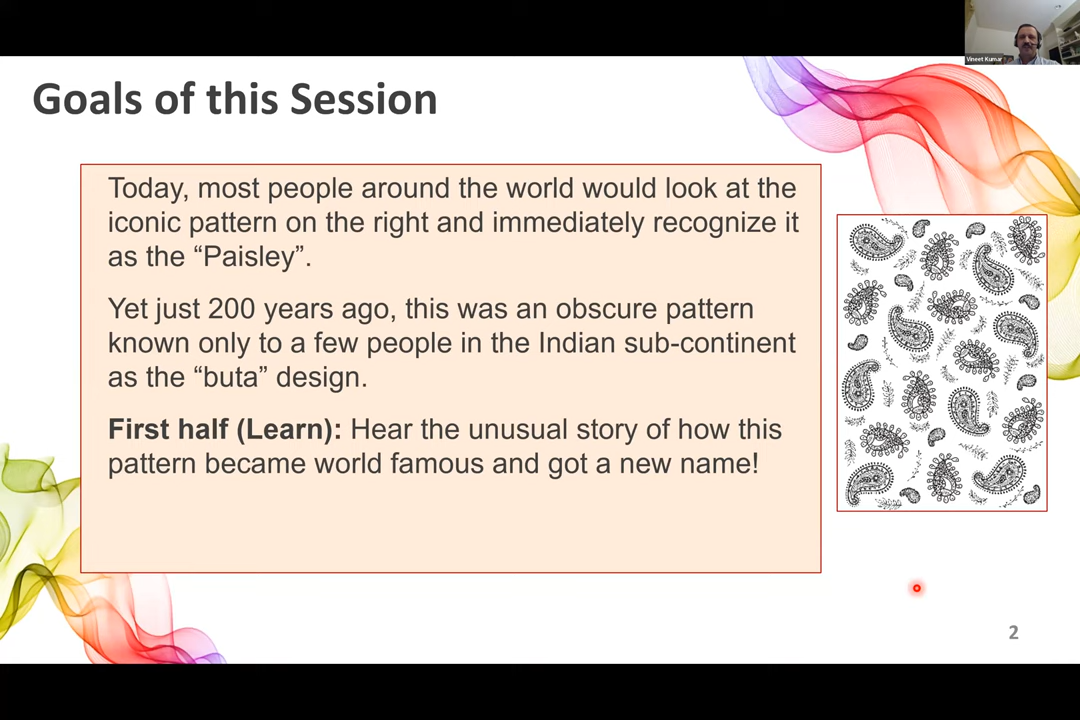 Vineet Kumar
Goals of this Session
Today, most people around the world would look at the
iconic pattern on the right and immediately recognize it
as the “Paisley”.
Yet just 200 years ago, this was an obscure pattern
known only to a few people in the Indian sub-continent
as the “buta” design.
First half (Learn): Hear the unusual story of how this
pattern became world famous and got a new name!
2